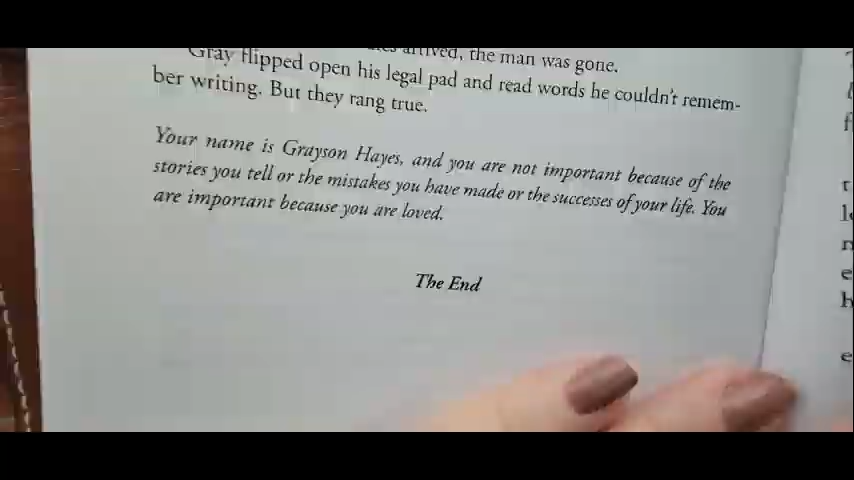 arrived, the man was gone.
Gray flipped open his legal pad and read words he couldn't remem-
ber writing. But they rang true.
Your name is Grayson Hayes, and you are not important because of the
stories you tell or the mistakes you have made or the successes of your life. You
are important because you are loved.
The End